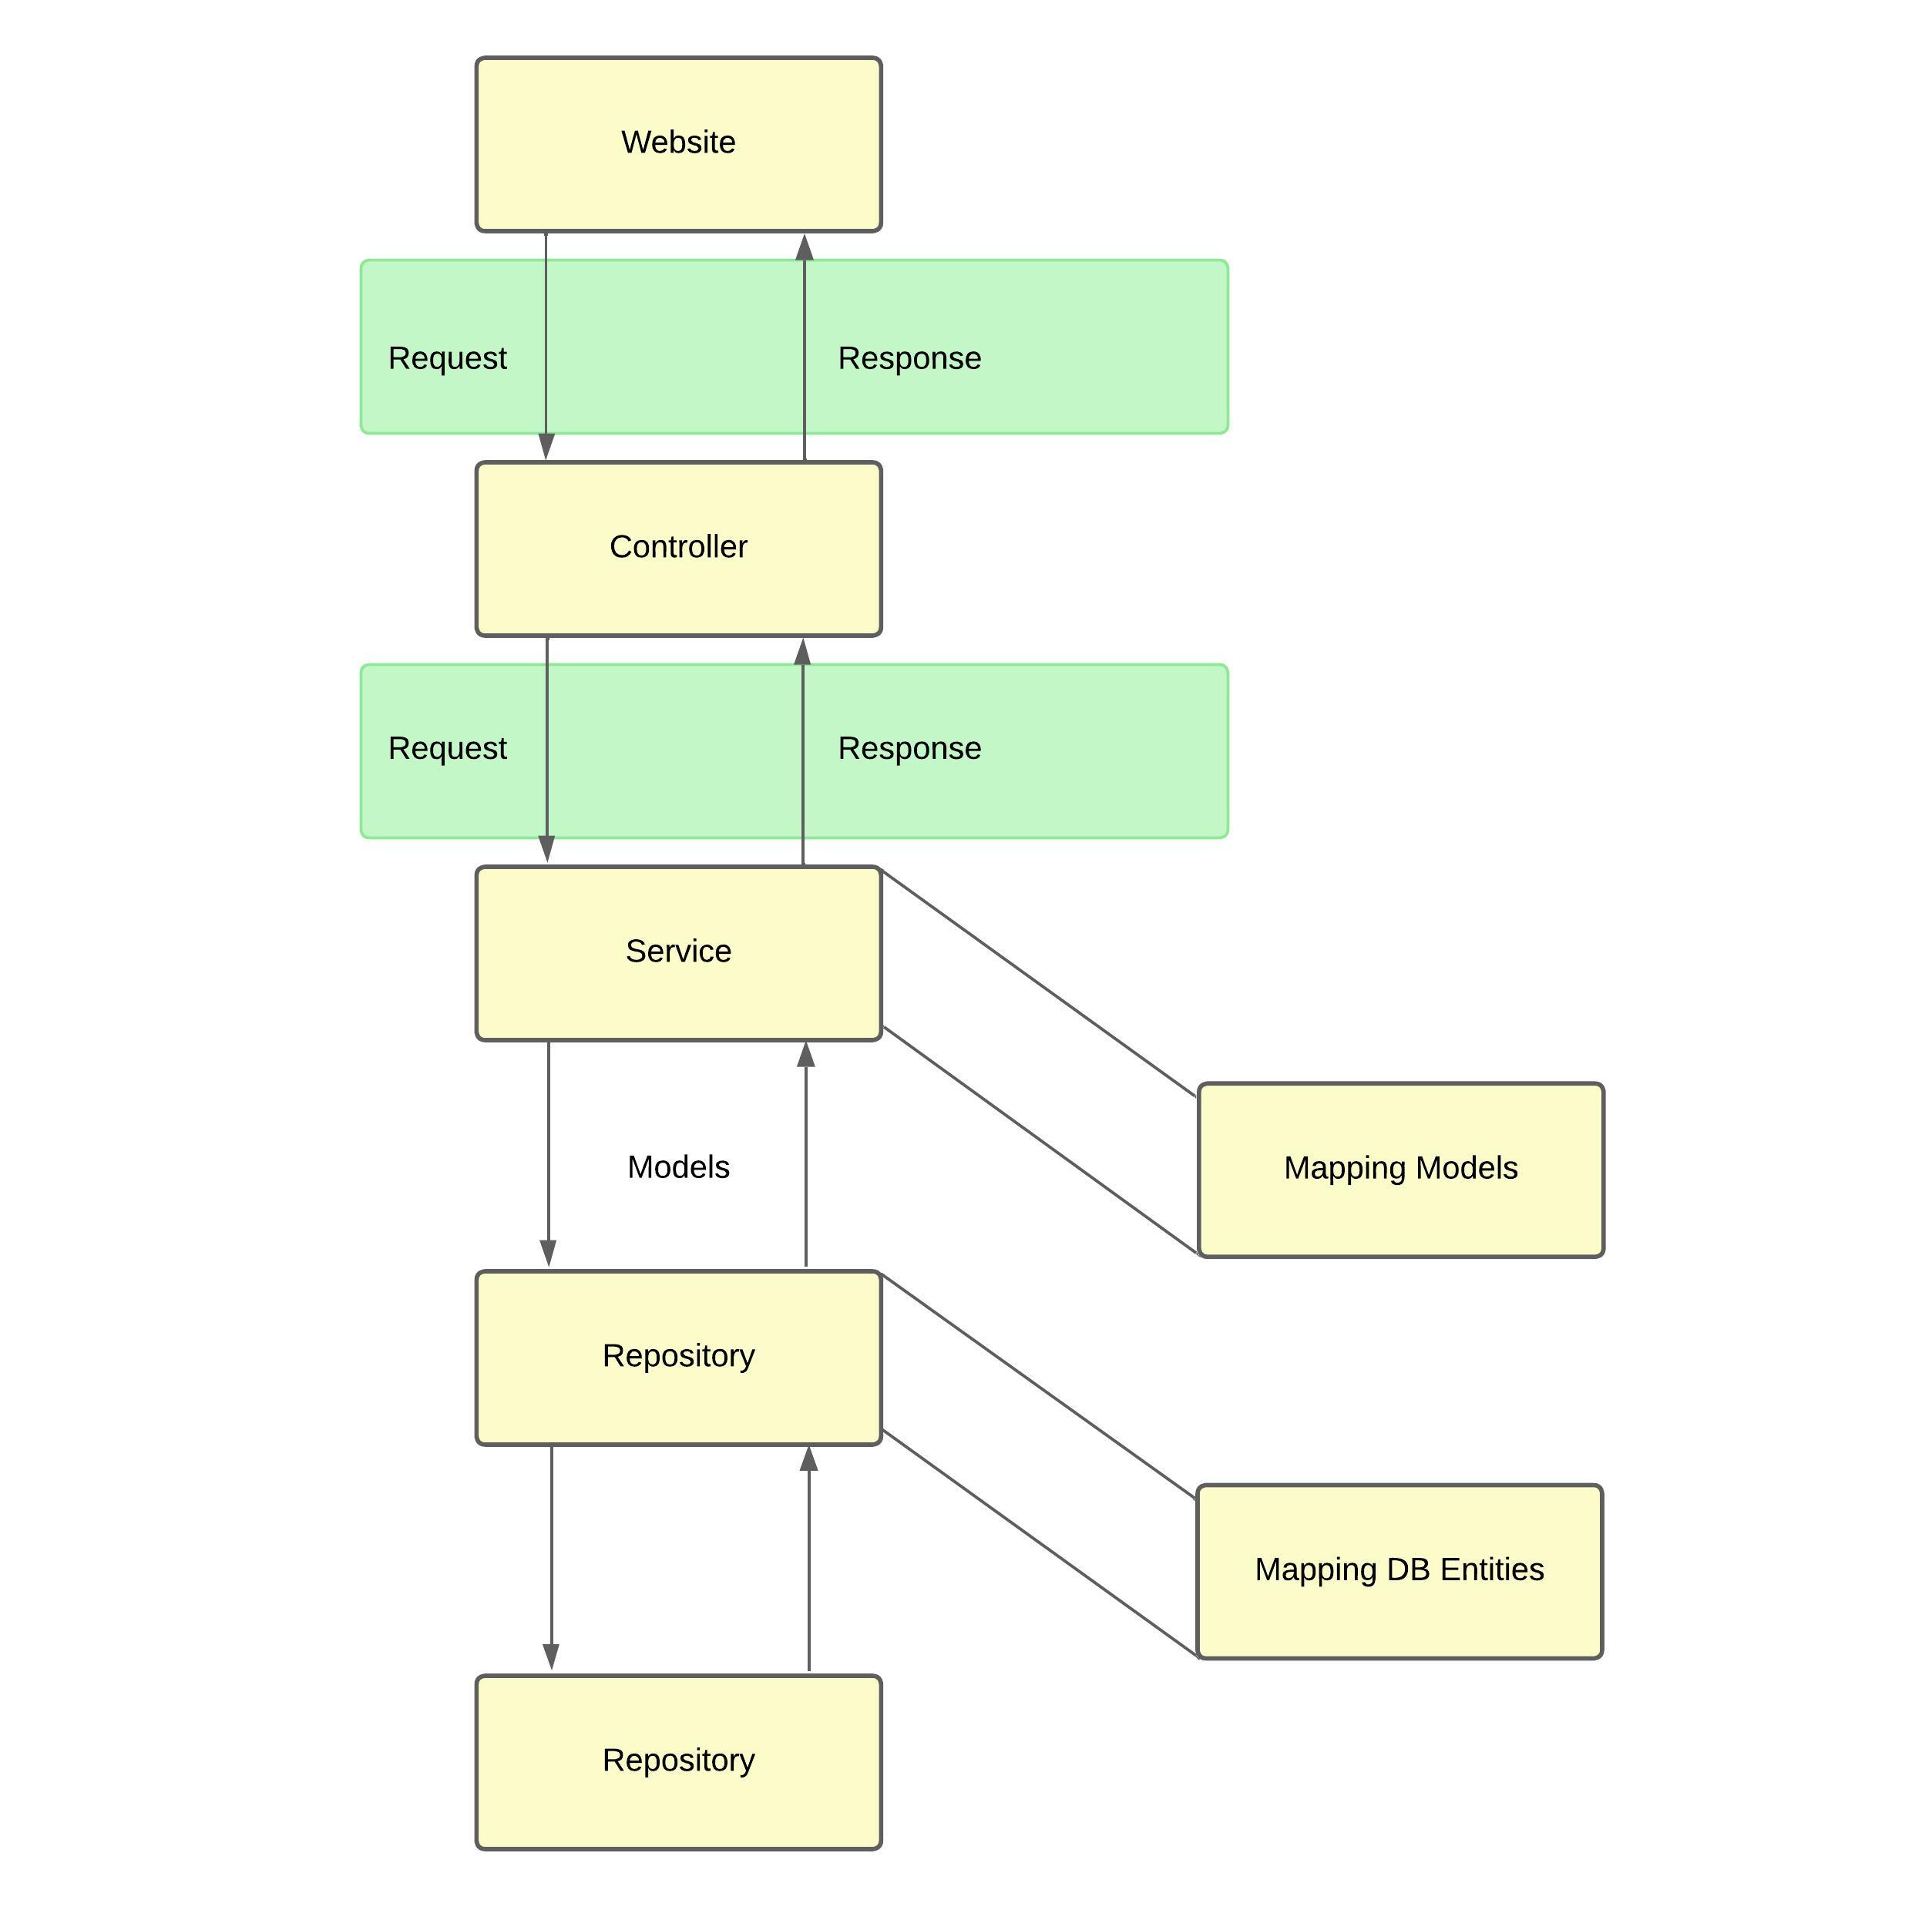 Website
Request
Response
Controller
Request
Response
Service
Models
Mapping Models
Repository
Mapping DB Entities
Repository